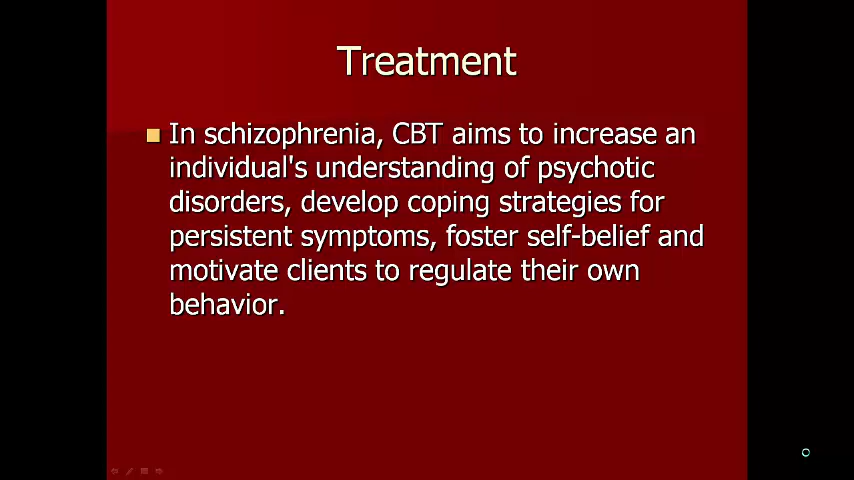 Treatment
In schizophrenia, CBT aims to increase an
individual's understanding of psychotic
disorders, develop coping strategies for
persistent symptoms, foster self-belief and
motivate clients to regulate their own
behavior.